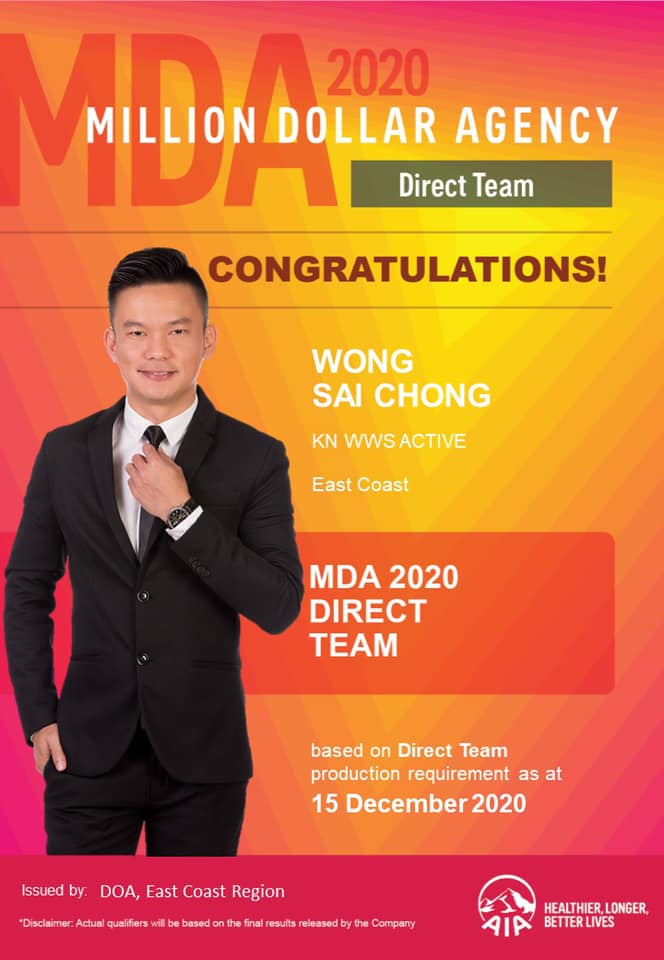 MDA 2020
MILLION DOLLAR AGENCY
Direct Team
CONGRATULATIONS!
WONG
SAI CHONG
KN WWS ACTIVE
East Coast
MDA 2020
DIRECT
TEAM
based on Direct Team
production requirement as at
15 December 2020
Issued by: DOA, East Coast Region
*Disclaimer: Actual qualifiers will be based on the final results released by the Company
AIA
HEALTHIER, LONGER,
BETTER LIVES